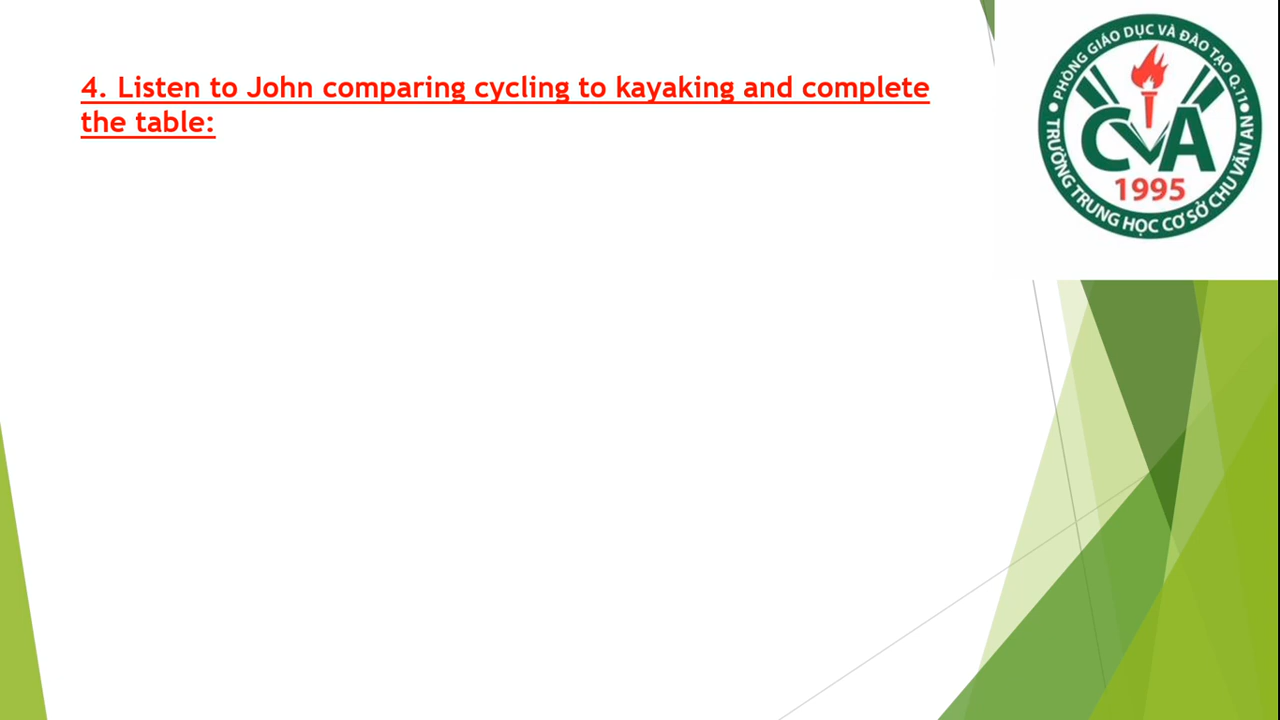 4. Listen to John comparing cycling to kayaking and complete
the table:
PHÒNG GIÁO DỤC VÀ ĐÀO TẠO Q.11
CVA
1995
TRƯỜNG TRUNG HỌC CƠ SỞ CHU VĂN AN